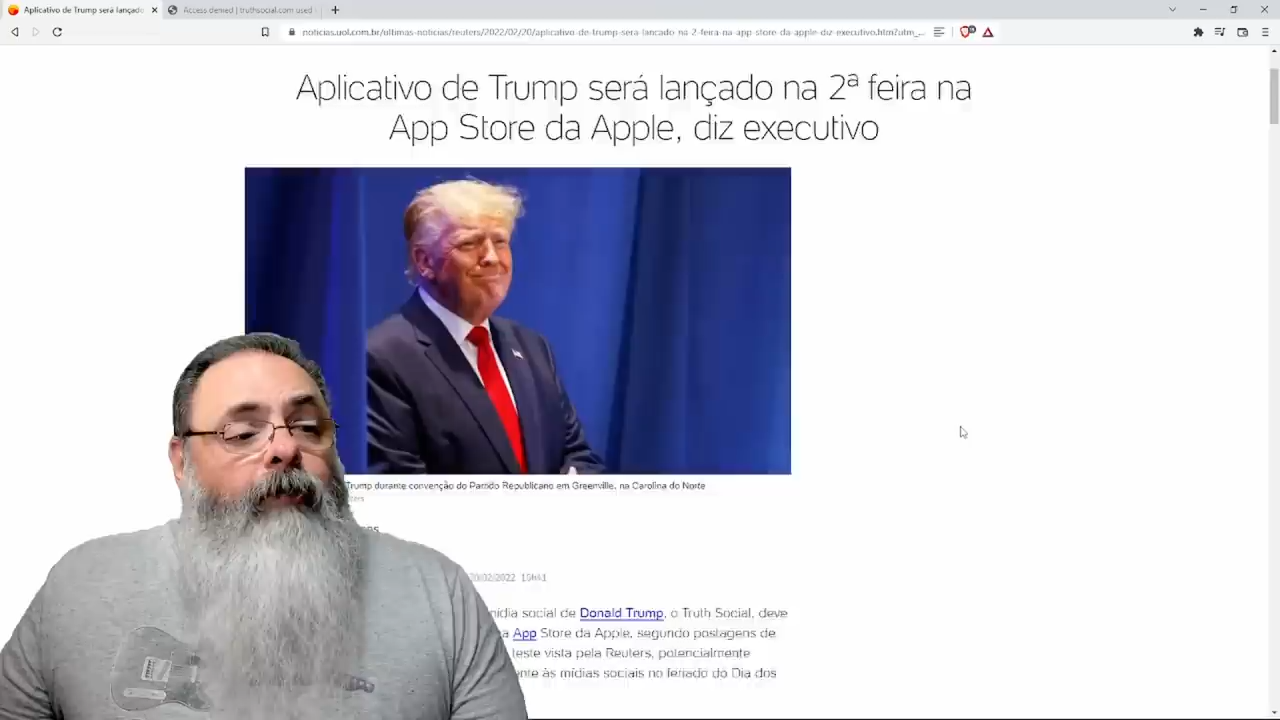 Aplicativo de Trump será lançado
Access denied | truthsocial.com used
noticias.uol.com.br/ultimas-noticias/reuters/2022/02/20/aplicativo-de-trump-sera-lancado-na-2-feira-na-app-store-da-apple-diz-executivo.htm?utm_...
Aplicativo de Trump será lançado na 2ª feira na
App Store da Apple, diz executivo
Trump durante convenção do Partido Republicano em Greenville, na Carolina do Norte
mídia social de Donald Trump, o Truth Social, deve
a App Store da Apple, segundo postagens de
teste vista pela Reuters, potencialmente
às mídias sociais no feriado do Dia dos